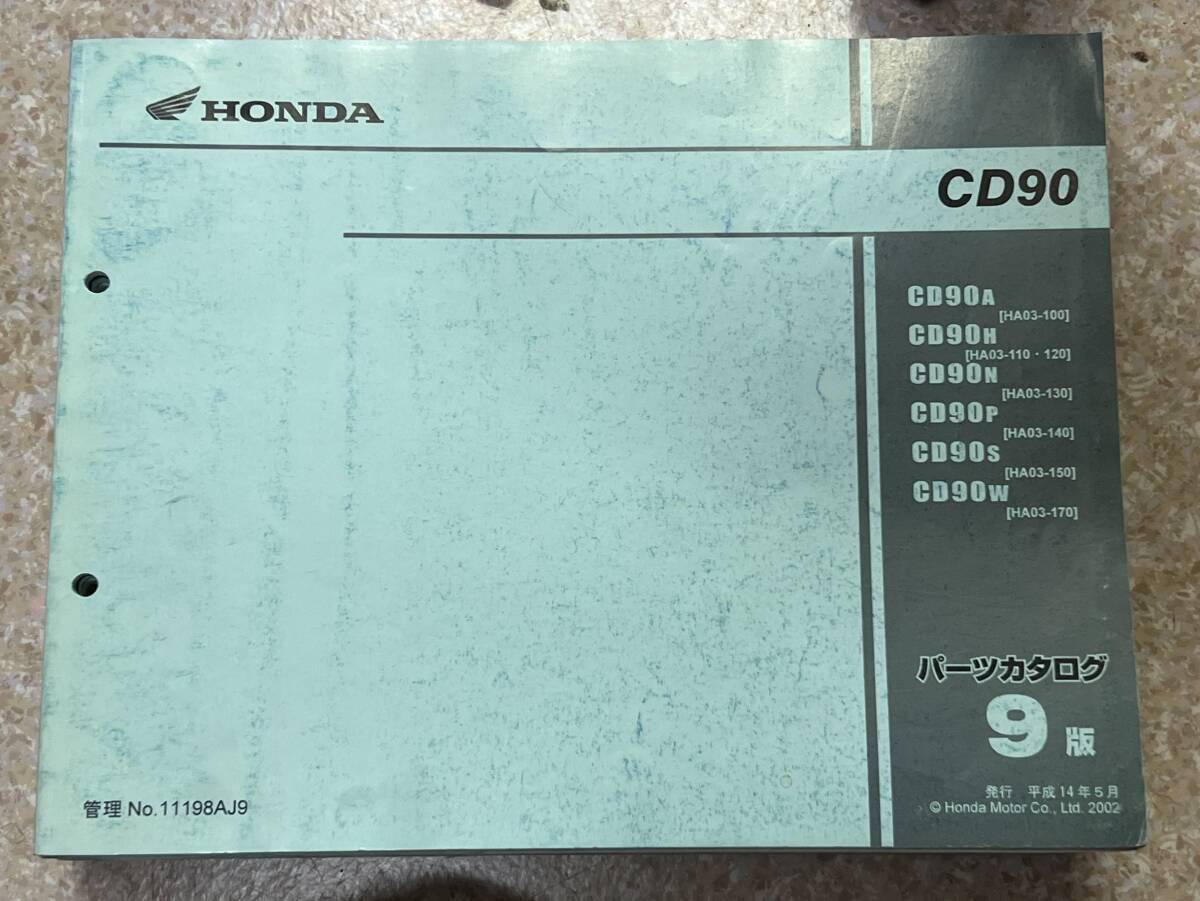 HONDA
CD90
CD90A
[HA03-100]
CD90H
[HA03-110・120]
CD90N
[HA03-130]
CD90P
[HA03-140]
CD90S
[HA03-150]
CD90W
[HA03-170]
パーツカタログ
9版
管理 No.11198AJ9
発行 平成14年5月
© Honda Motor Co., Ltd. 2002